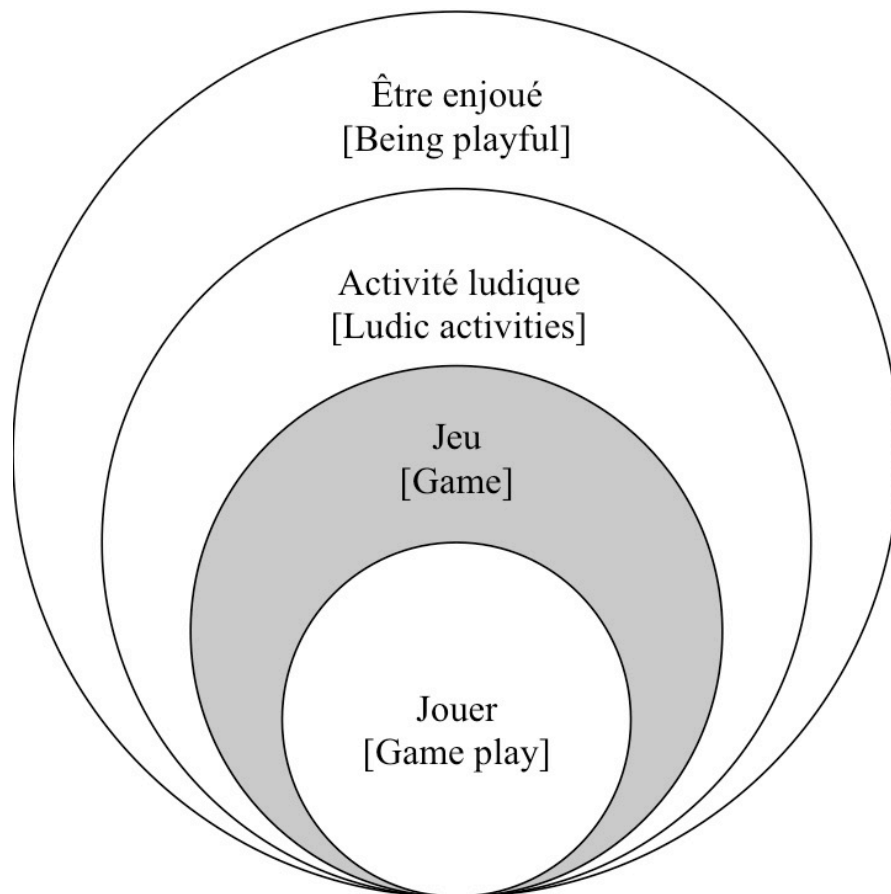 Être enjoué
[Being playful]
Activité ludique
[Ludic activities]
Jeu
[Game]
Jouer
[Game play]